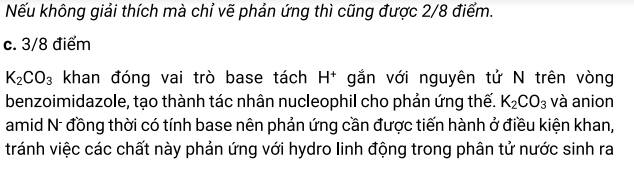 Nếu không giải thích mà chỉ vẽ phản ứng thì cũng được 2/8 điểm.
c. 3/8 điểm
K₂CO₃ khan đóng vai trò base tách H⁺ gắn với nguyên tử N trên vòng
benzoimidazole, tạo thành tác nhân nucleophil cho phản ứng thế. K₂CO₃ và anion
amid N⁻ đồng thời có tính base nên phản ứng cần được tiến hành ở điều kiện khan,
tránh việc các chất này phản ứng với hydro linh động trong phân tử nước sinh ra